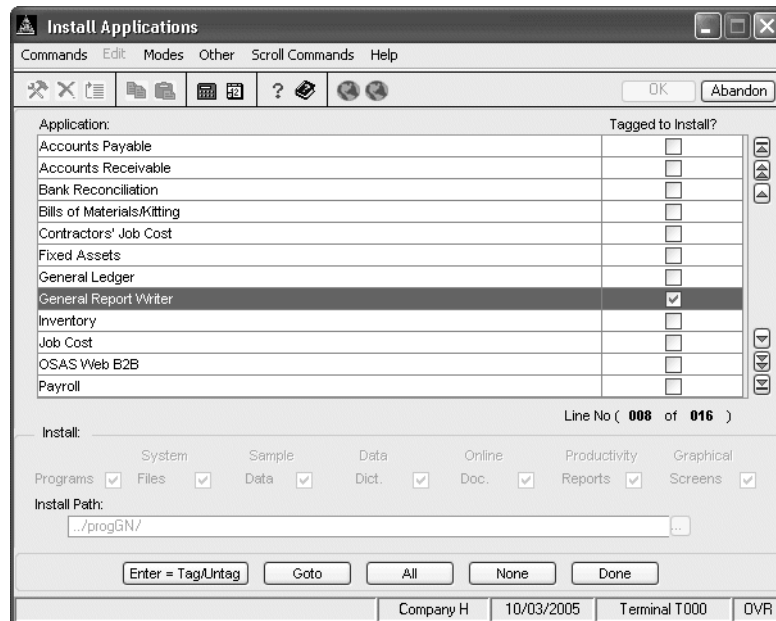 Install Applications
Commands Edit Modes Other Scroll Commands Help
OK Abandon
Application: Tagged to Install?
Accounts Payable
Accounts Receivable
Bank Reconciliation
Bills of Materials/Kitting
Contractors' Job Cost
Fixed Assets
General Ledger
General Report Writer
Inventory
Job Cost
OSAS Web B2B
Payroll
Line No ( 008 of 016 )
Install:
System Sample Data Online Productivity Graphical
Programs Files Data Dict. Doc. Reports Screens
Install Path:
../progGN/ ...
Enter = Tag/Untag Goto All None Done
Company H 10/03/2005 Terminal T000 OVR